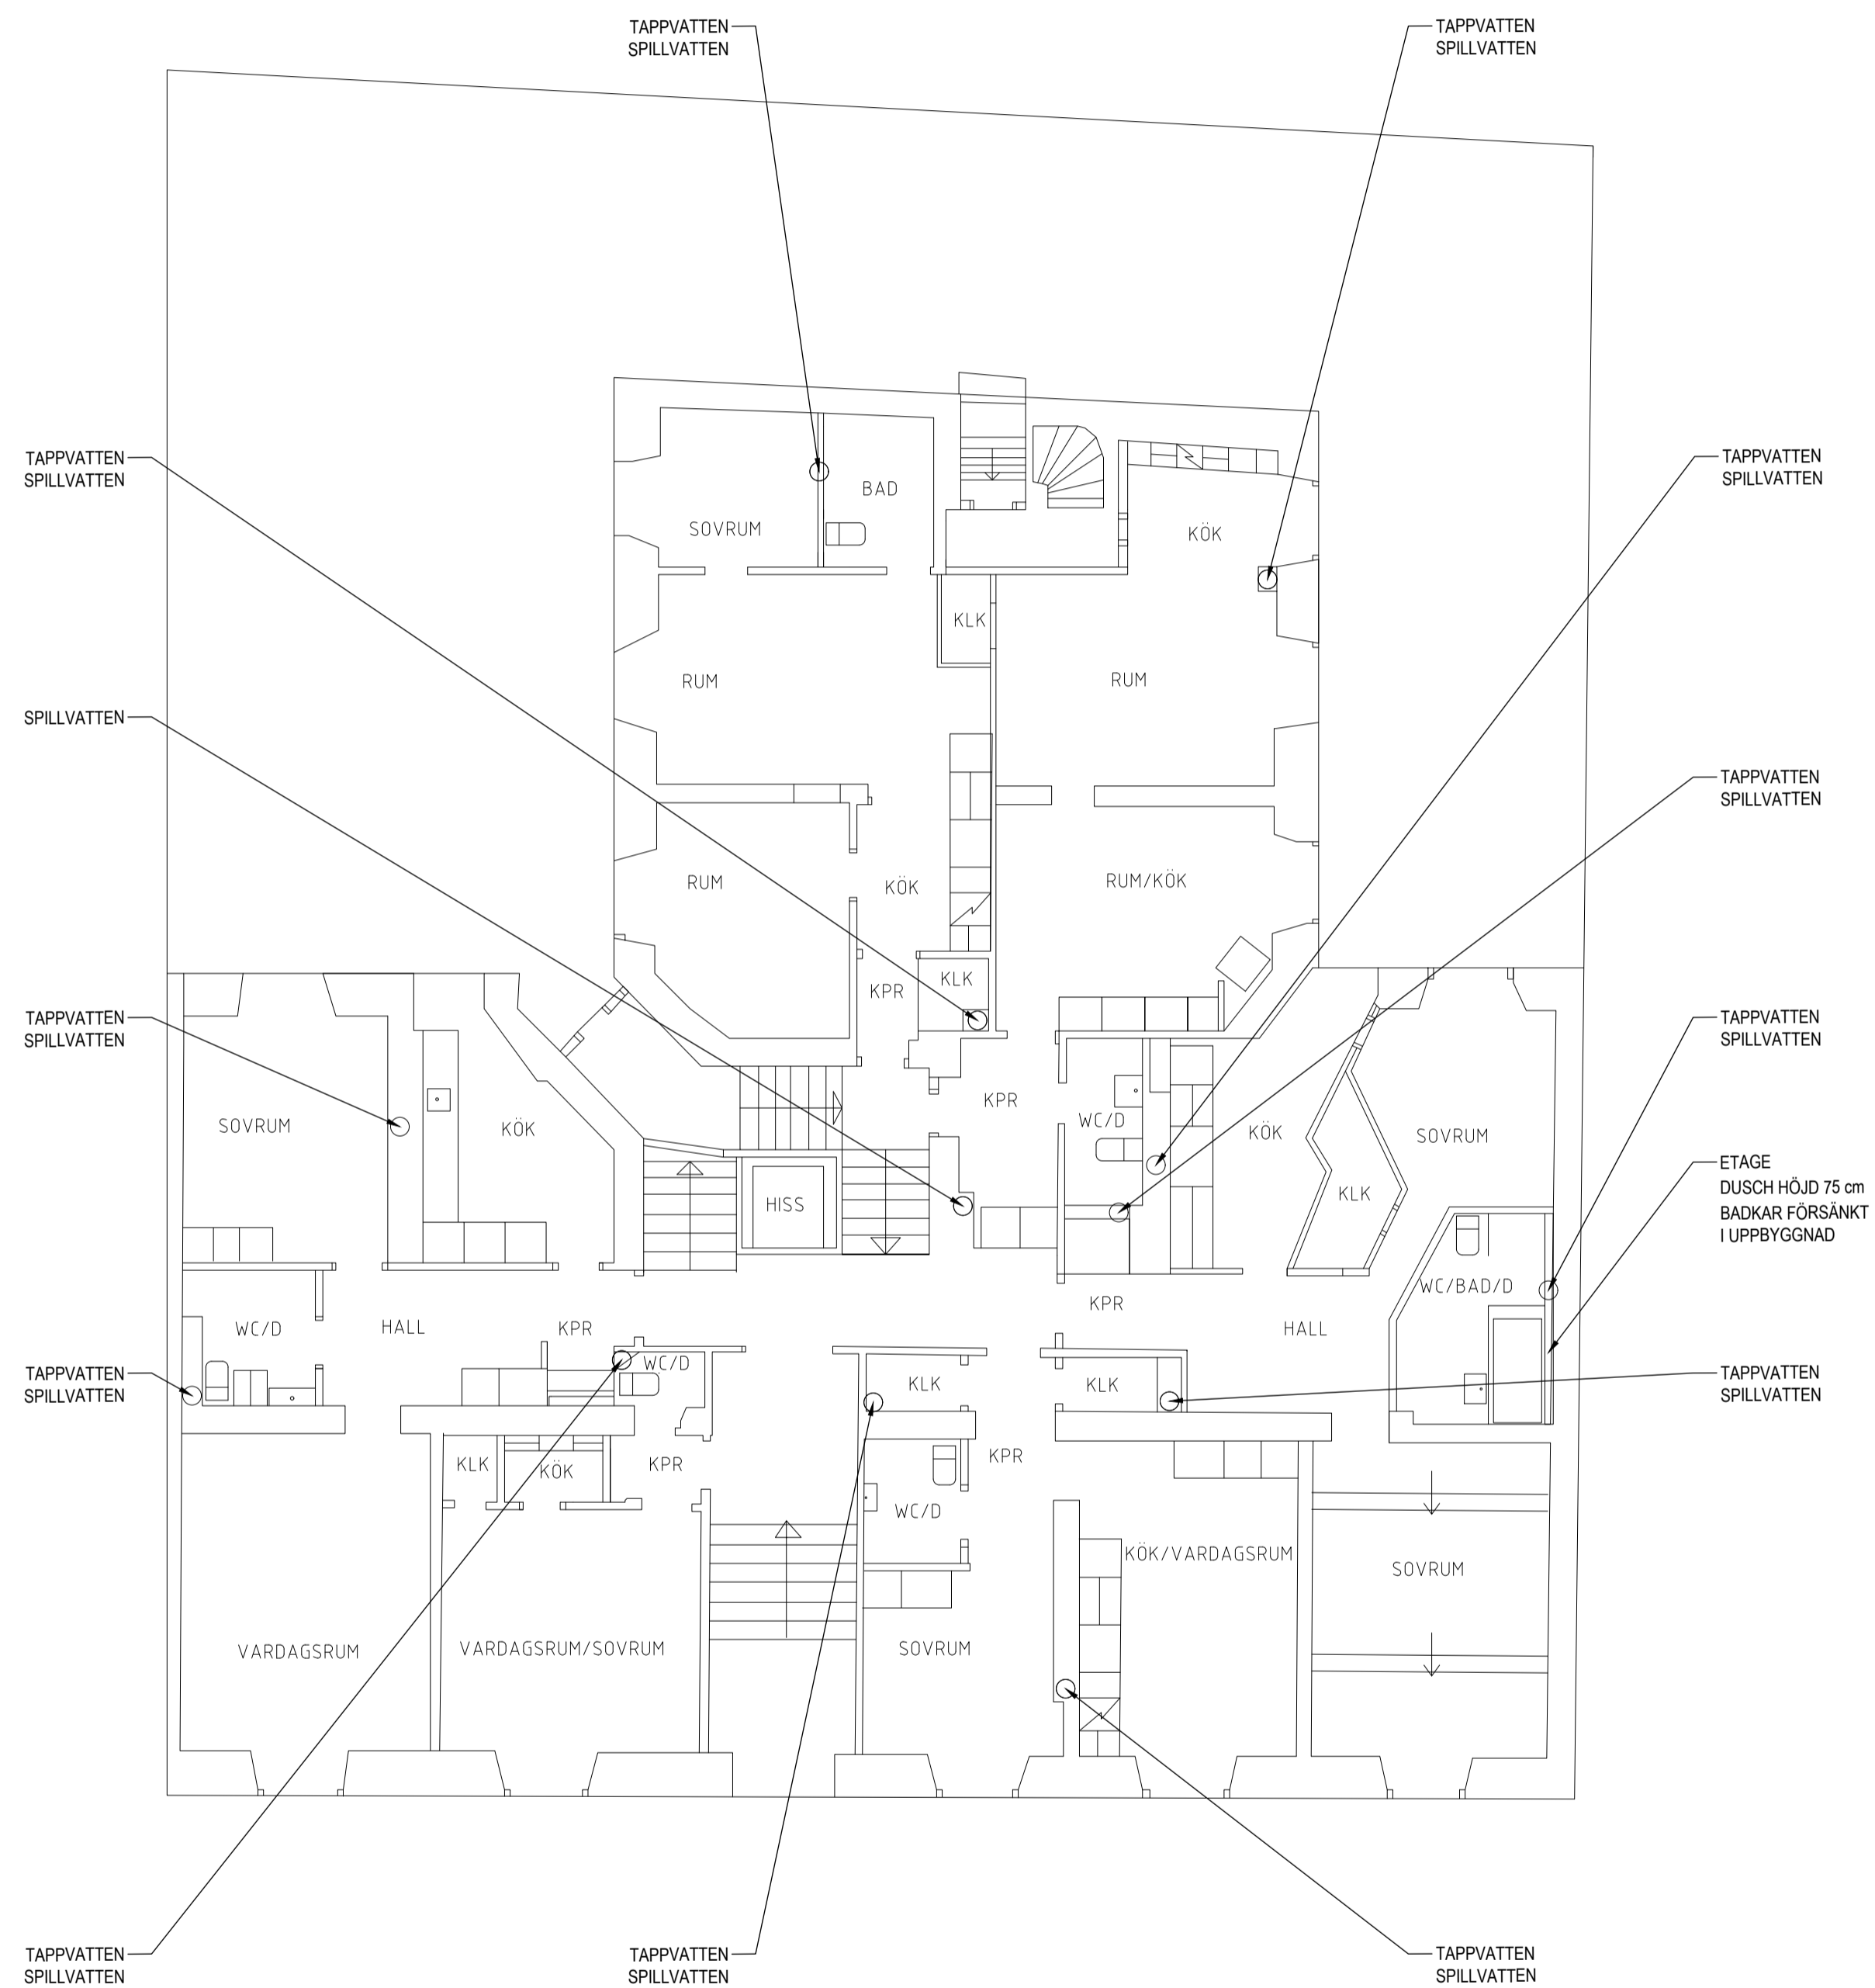 TAPPVATTEN
SPILLVATTEN
TAPPVATTEN
SPILLVATTEN
TAPPVATTEN
SPILLVATTEN
TAPPVATTEN
SPILLVATTEN
BAD
SOVRUM
KÖK
KLK
RUM
RUM
SPILLVATTEN
TAPPVATTEN
SPILLVATTEN
RUM
KÖK
RUM/KÖK
KLK
KPR
TAPPVATTEN
SPILLVATTEN
TAPPVATTEN
SPILLVATTEN
KPR
WC/D
SOVRUM
KÖK
KÖK
SOVRUM
ETAGE
DUSCH HÖJD 75 cm
BADKAR FÖRSÄNKT
I UPPBYGGNAD
HISS
KLK
WC/BAD/D
KPR
WC/D
HALL
KPR
HALL
WC/D
KLK
KLK
TAPPVATTEN
SPILLVATTEN
TAPPVATTEN
SPILLVATTEN
KLK
KÖK
KPR
KPR
WC/D
KÖK/VARDAGSRUM
SOVRUM
VARDAGSRUM
VARDAGSRUM/SOVRUM
SOVRUM
TAPPVATTEN
SPILLVATTEN
TAPPVATTEN
SPILLVATTEN
TAPPVATTEN
SPILLVATTEN